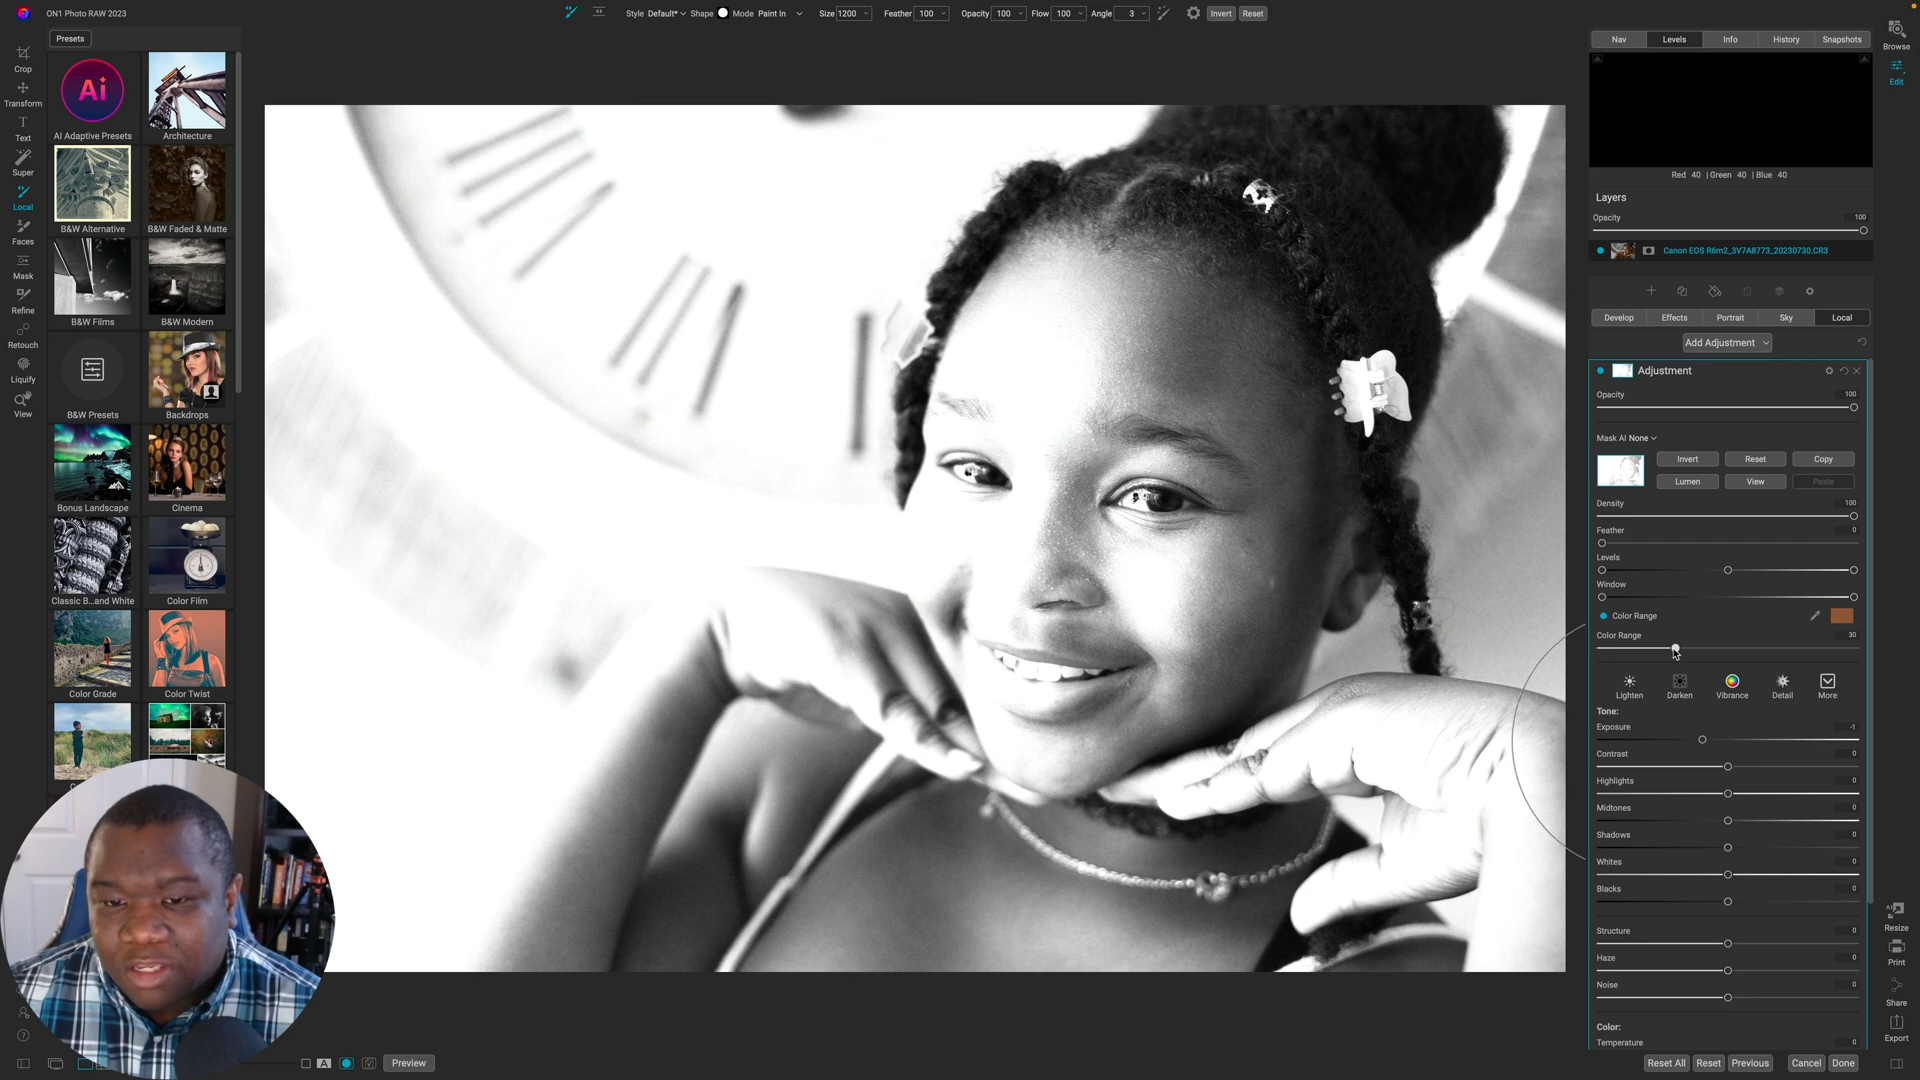 ON1 Photo RAW 2023
Style Default* Shape Mode Paint In Size 1200 Feather 100 Opacity 100 Flow 100 Angle 3 Invert Reset
Presets
Nav Levels Info History Snapshots
Browse
Edit
Crop
Transform
Text
Super
Local
Faces
Mask
Refine
Retouch
Liquify
View
Ai
AI Adaptive Presets Architecture
B&W Alternative B&W Faded & Matte
B&W Films B&W Modern
B&W Presets Backdrops
Bonus Landscape Cinema
Classic B...and White Color Film
Color Grade Color Twist
Red 40 | Green 40 | Blue 40
Layers
Opacity 100
Canon EOS R6m2_3V7A8773_20230730.CR3
Develop Effects Portrait Sky Local
Add Adjustment
Adjustment
Opacity 100
Mask AI None
Invert Reset Copy
Lumen View Paste
Density 100
Feather 0
Levels
Window
Color Range
Color Range 30
Lighten Darken Vibrance Detail More
Tone:
Exposure -1
Contrast 0
Highlights 0
Midtones 0
Shadows 0
Whites 0
Blacks 0
Structure 0
Haze 0
Noise 0
Color:
Temperature 0
AI
Resize
Print
Share
Export
A Preview
Reset All Reset Previous Cancel Done